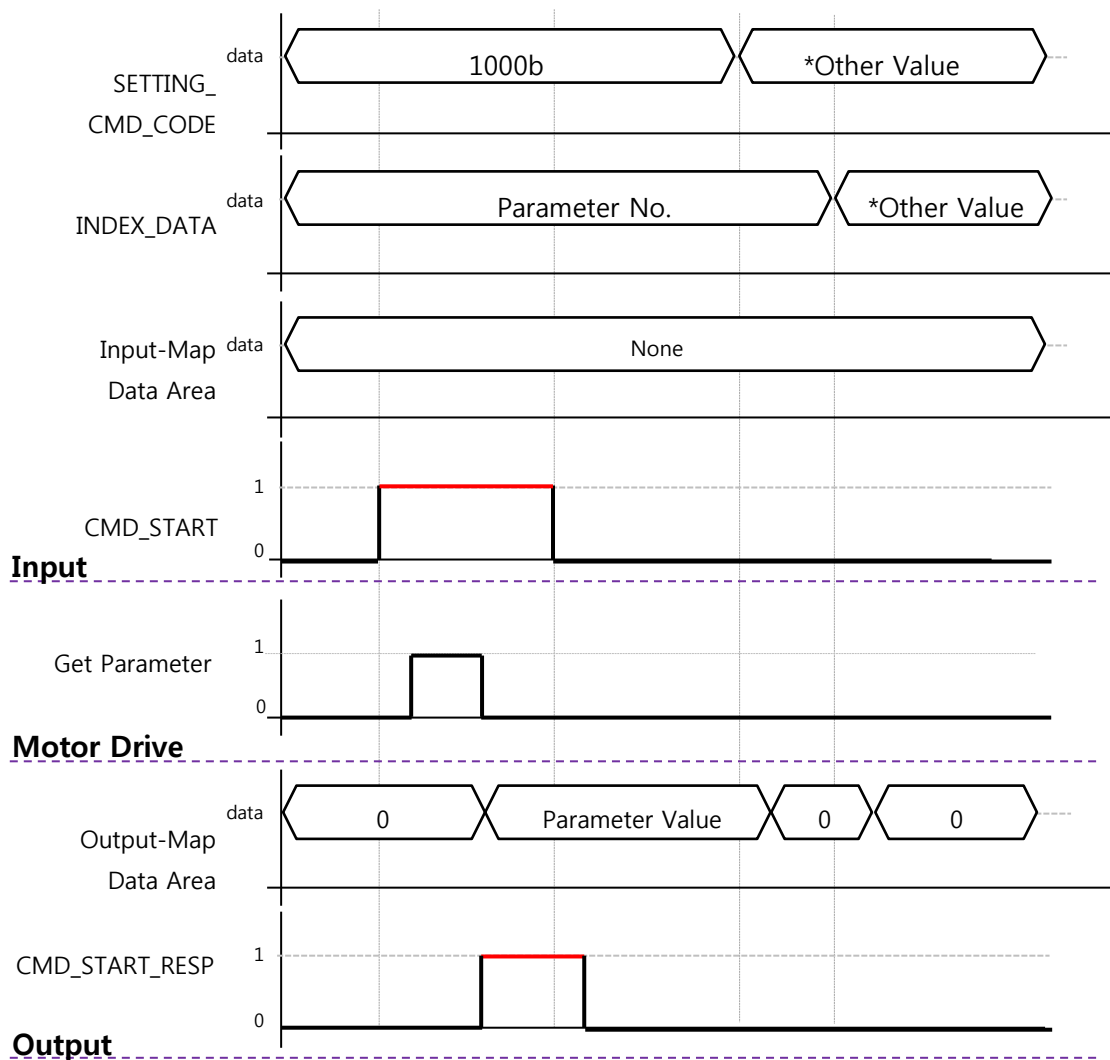 data
1000b
*Other Value
SETTING_
CMD_CODE
data
Parameter No.
*Other Value
INDEX_DATA
data
None
Input-Map
Data Area
1
CMD_START
0
Input
1
Get Parameter
0
Motor Drive
data
0
Parameter Value
0
0
Output-Map
Data Area
1
CMD_START_RESP
0
Output